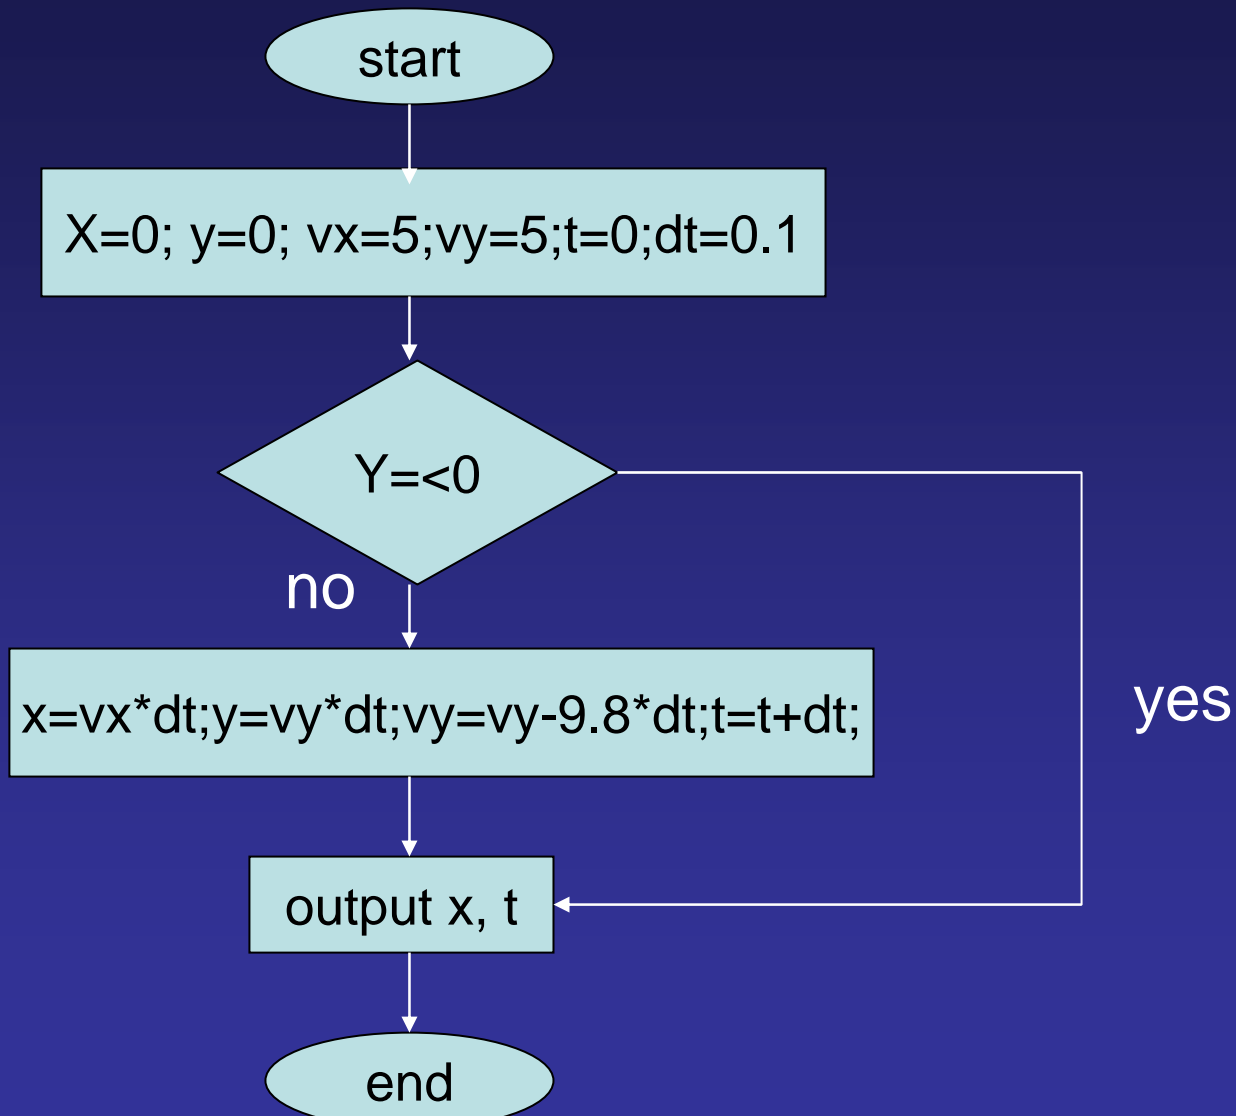 start
X=0; y=0; vx=5;vy=5;t=0;dt=0.1
Y=<0
no
yes
x=vx*dt;y=vy*dt;vy=vy-9.8*dt;t=t+dt;
output x, t
end